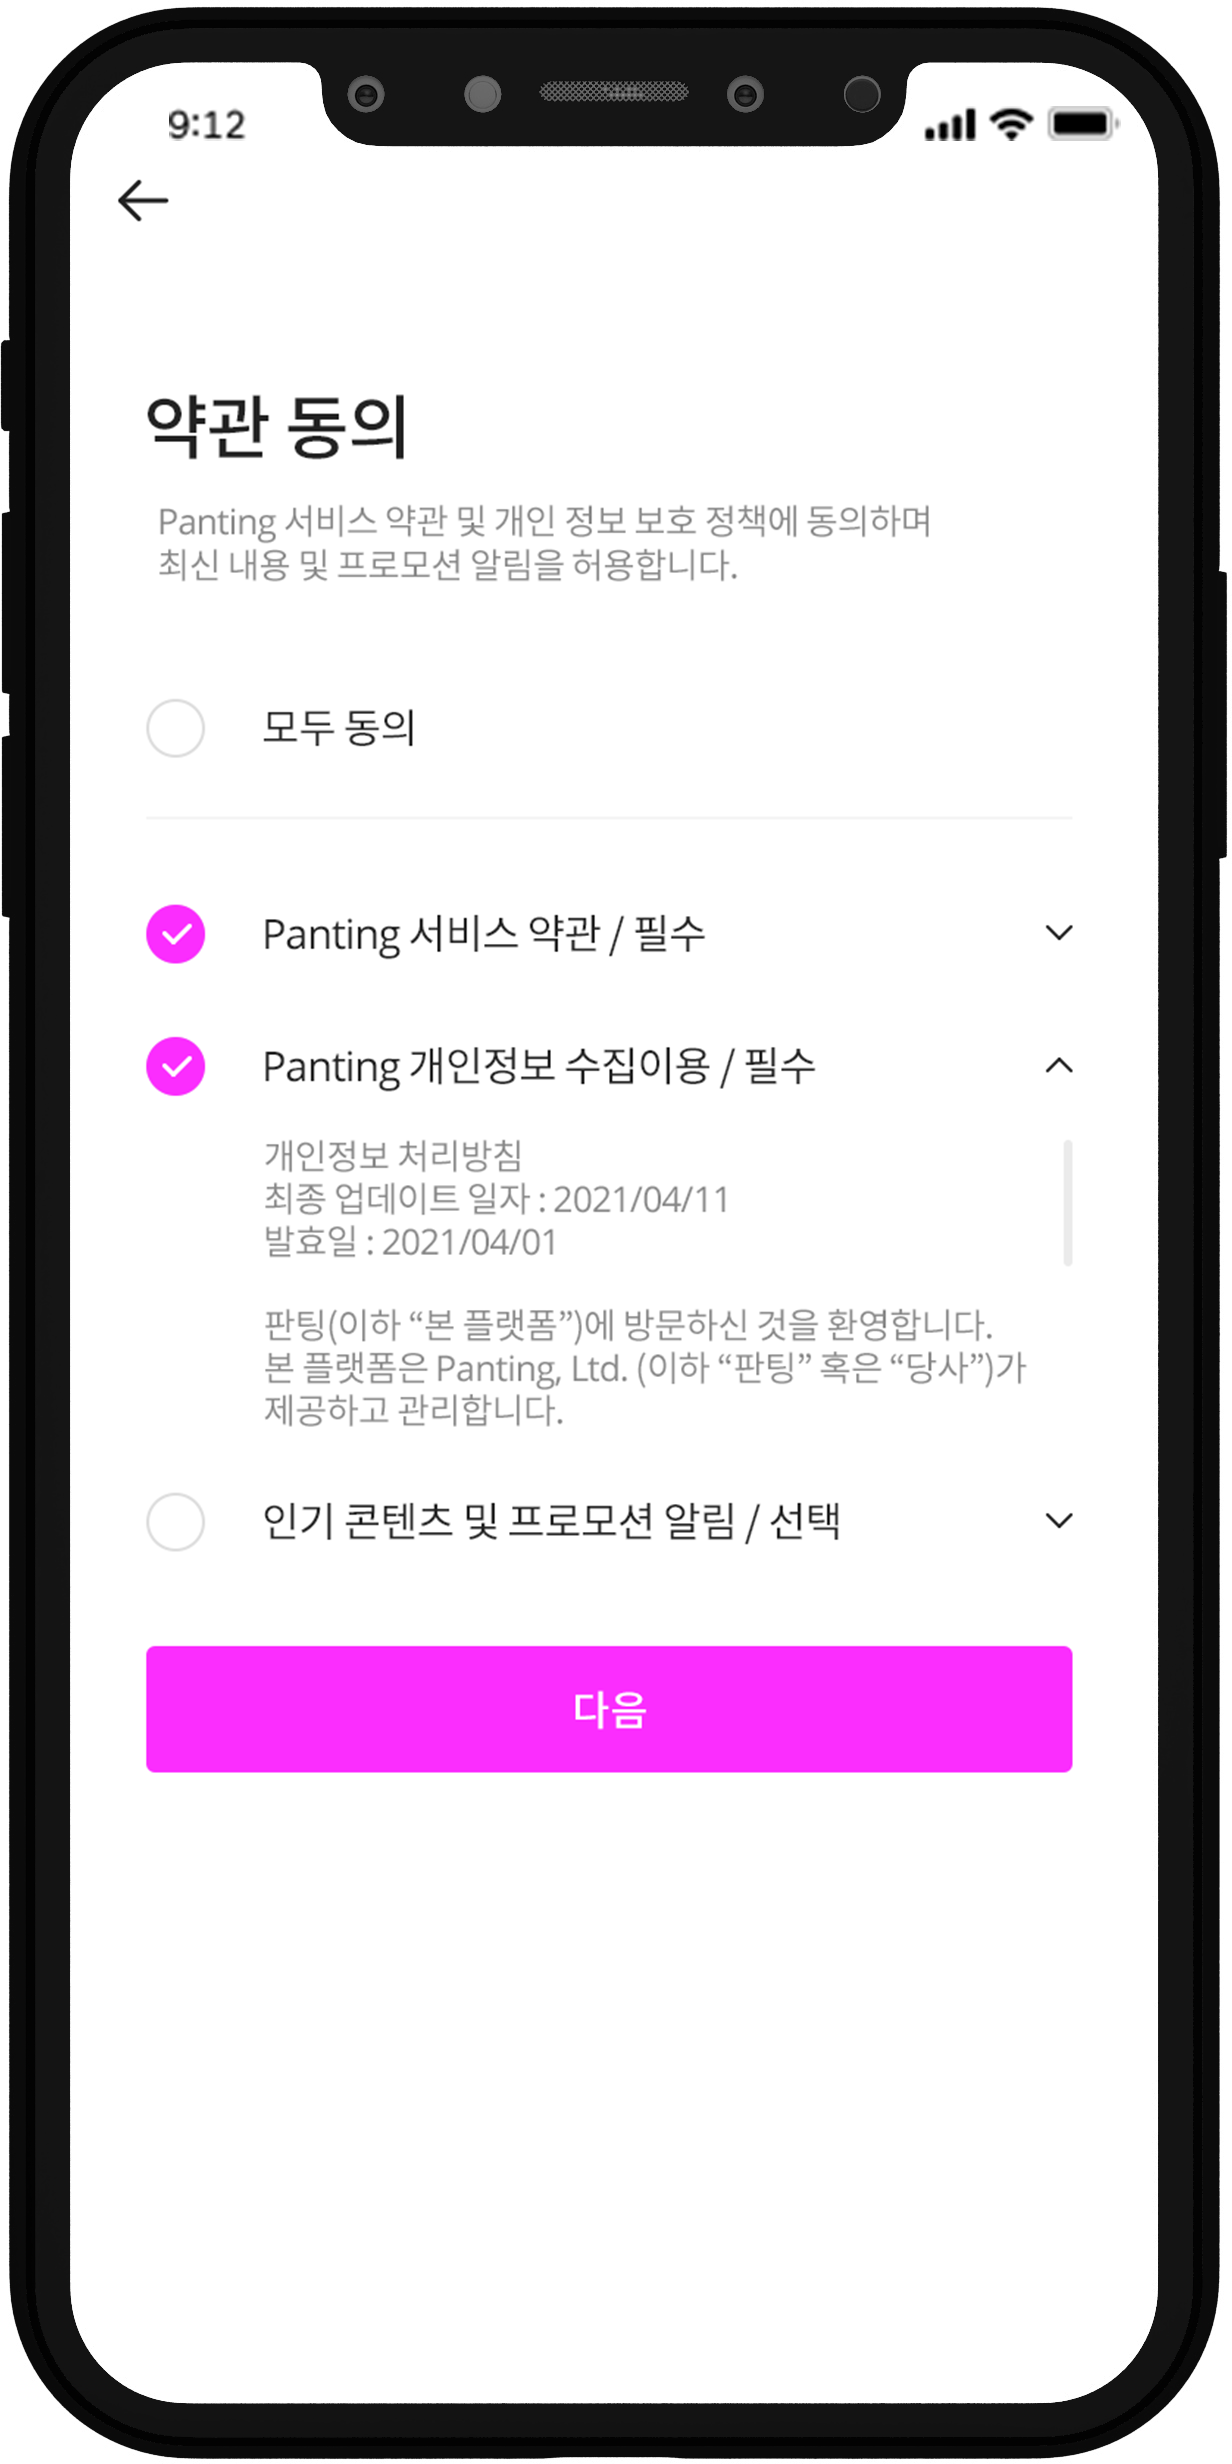 9:12
약관 동의
Panting 서비스 약관 및 개인 정보 보호 정책에 동의하며
최신 내용 및 프로모션 알림을 허용합니다.
모두 동의
Panting 서비스 약관 / 필수
Panting 개인정보 수집이용 / 필수
개인정보 처리방침
최종 업데이트 일자 : 2021/04/11
발효일 : 2021/04/01
판팅(이하 “본 플랫폼”)에 방문하신 것을 환영합니다.
본 플랫폼은 Panting, Ltd. (이하 “판팅” 혹은 “당사”)가
제공하고 관리합니다.
인기 콘텐츠 및 프로모션 알림 / 선택
다음